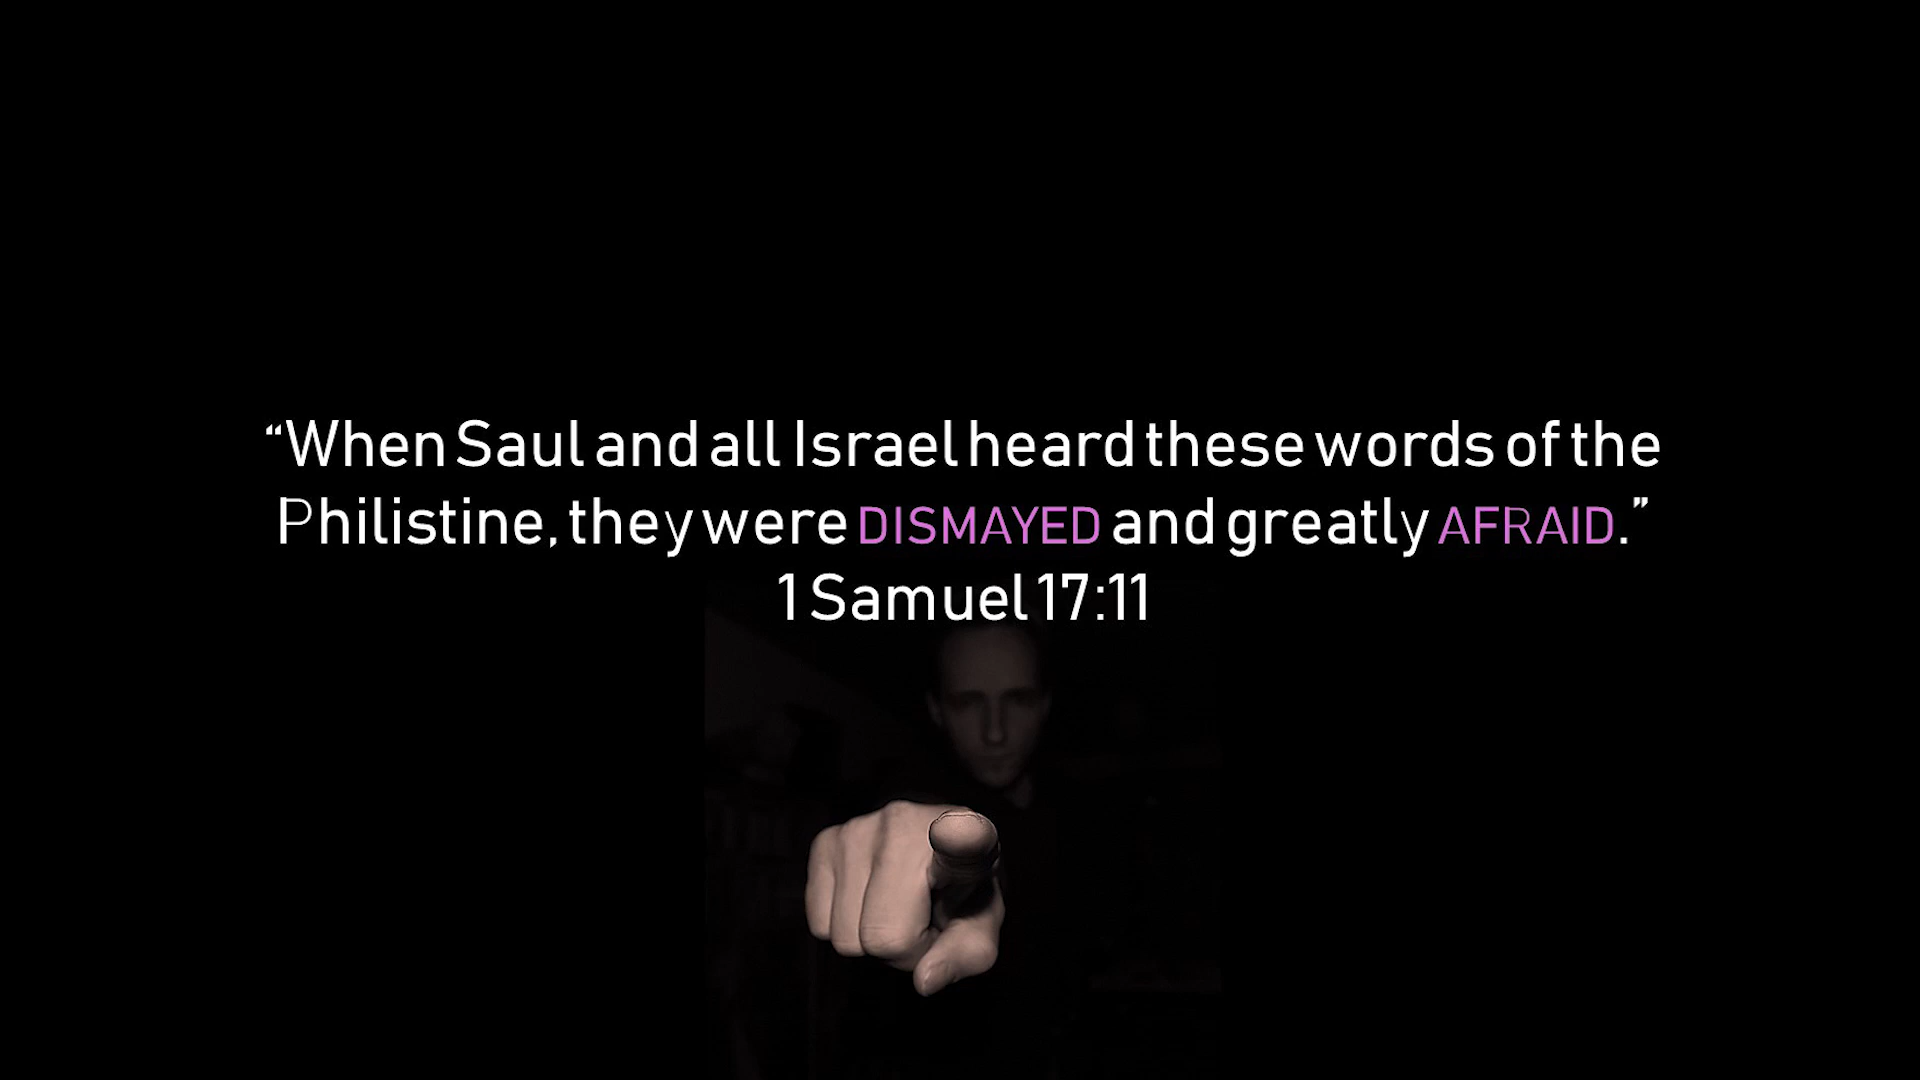 “When Saul and all Israel heard these words of the
Philistine, they were DISMAYED and greatly AFRAID.”
1 Samuel 17:11